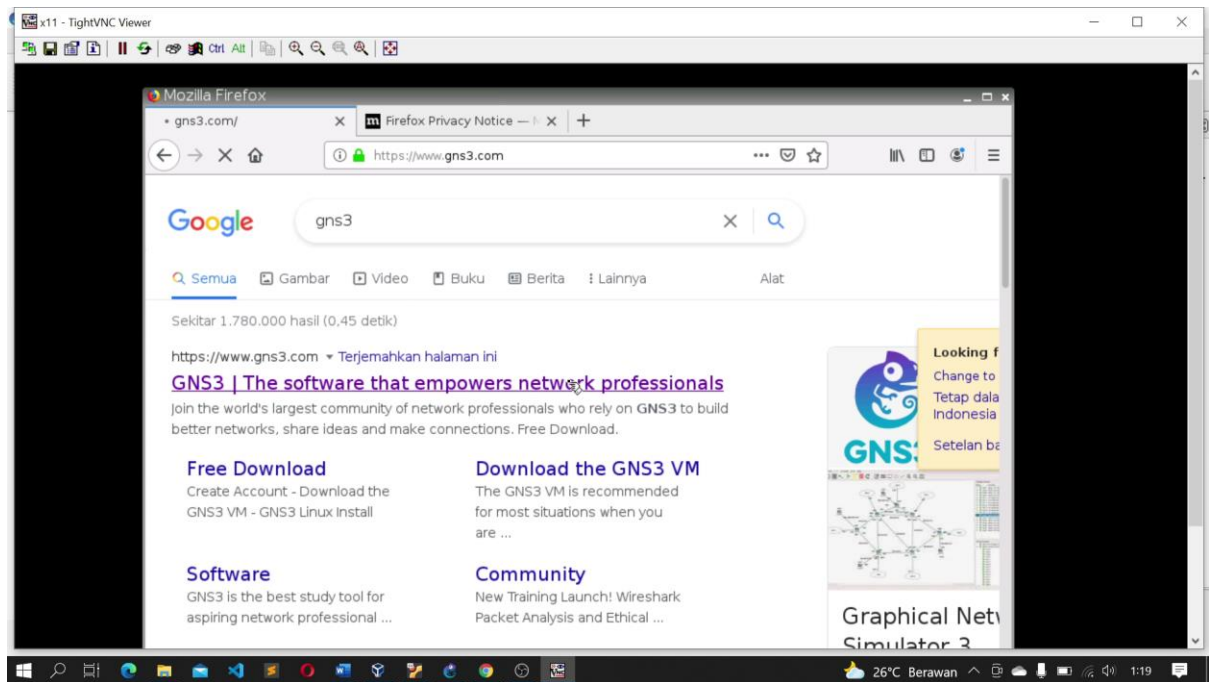 x11 - TightVNC Viewer
Ctrl Alt
Mozilla Firefox
gns3.com/
Firefox Privacy Notice —
https://www.gns3.com
Google
gns3
Semua Gambar Video Buku Berita Lainnya Alat
Sekitar 1.780.000 hasil (0,45 detik)
https://www.gns3.com Terjemahkan halaman ini
GNS3 | The software that empowers network professionals
Join the world's largest community of network professionals who rely on GNS3 to build
better networks, share ideas and make connections. Free Download.
Free Download
Create Account - Download the
GNS3 VM - GNS3 Linux Install
Download the GNS3 VM
The GNS3 VM is recommended
for most situations when you
are ...
Software
GNS3 is the best study tool for
aspiring network professional ...
Community
New Training Launch! Wireshark
Packet Analysis and Ethical ...
Looking f
Change to
Tetap dala
Indonesia
Setelan ba
GNS3
Graphical Netw
Simulator 3
26°C Berawan 1:19